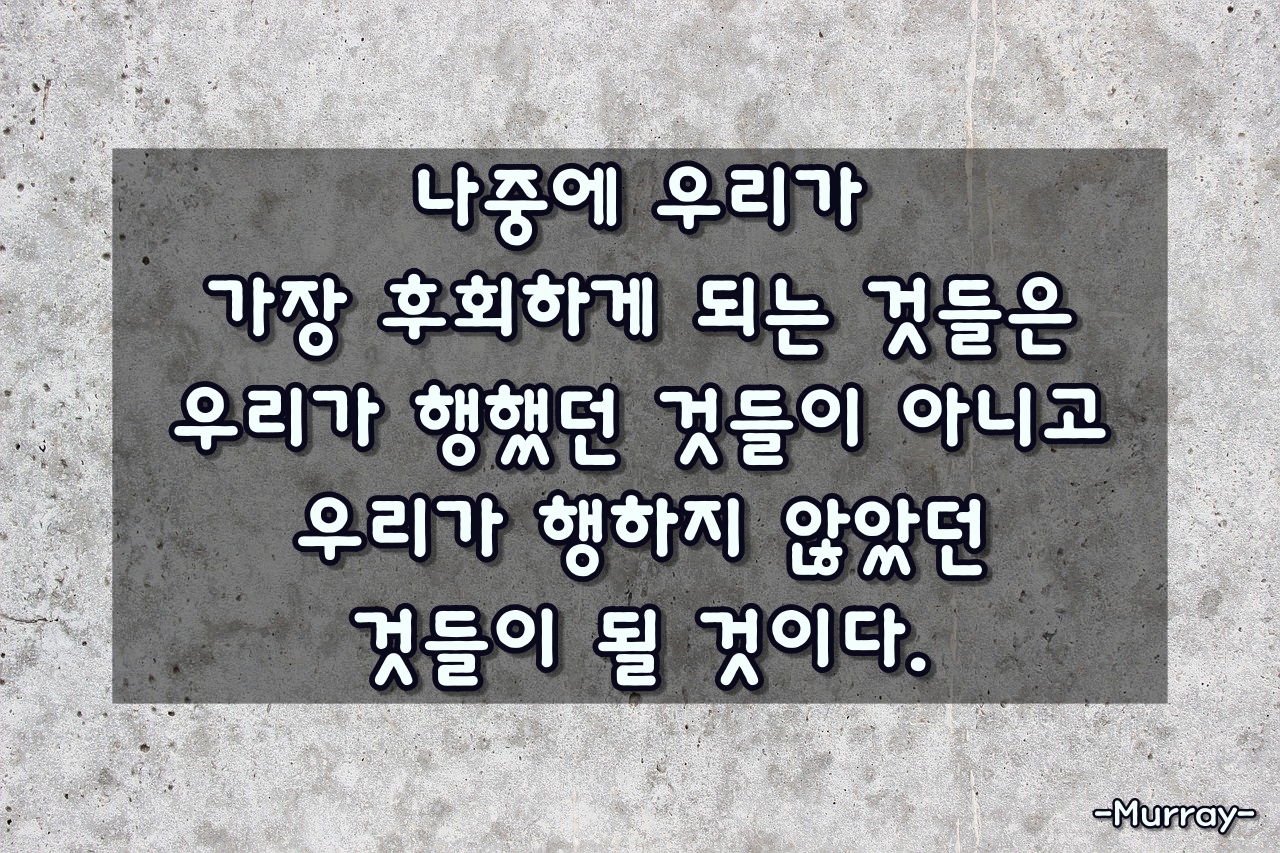 나중에 우리가
가장 후회하게 되는 것들은
우리가 행했던 것들이 아니고
우리가 행하지 않았던
것들이 될 것이다.
-Murray-